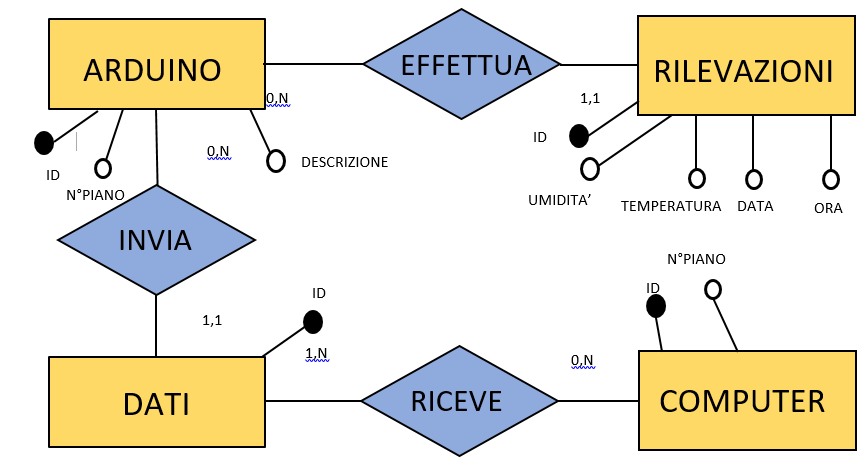 ARDUINO
EFFETTUA
RILEVAZIONI
0,N
1,1
ID
N°PIANO
0,N
DESCRIZIONE
ID
UMIDITA’
TEMPERATURA
DATA
ORA
INVIA
N°PIANO
ID
ID
1,1
1,N
0,N
DATI
RICEVE
COMPUTER